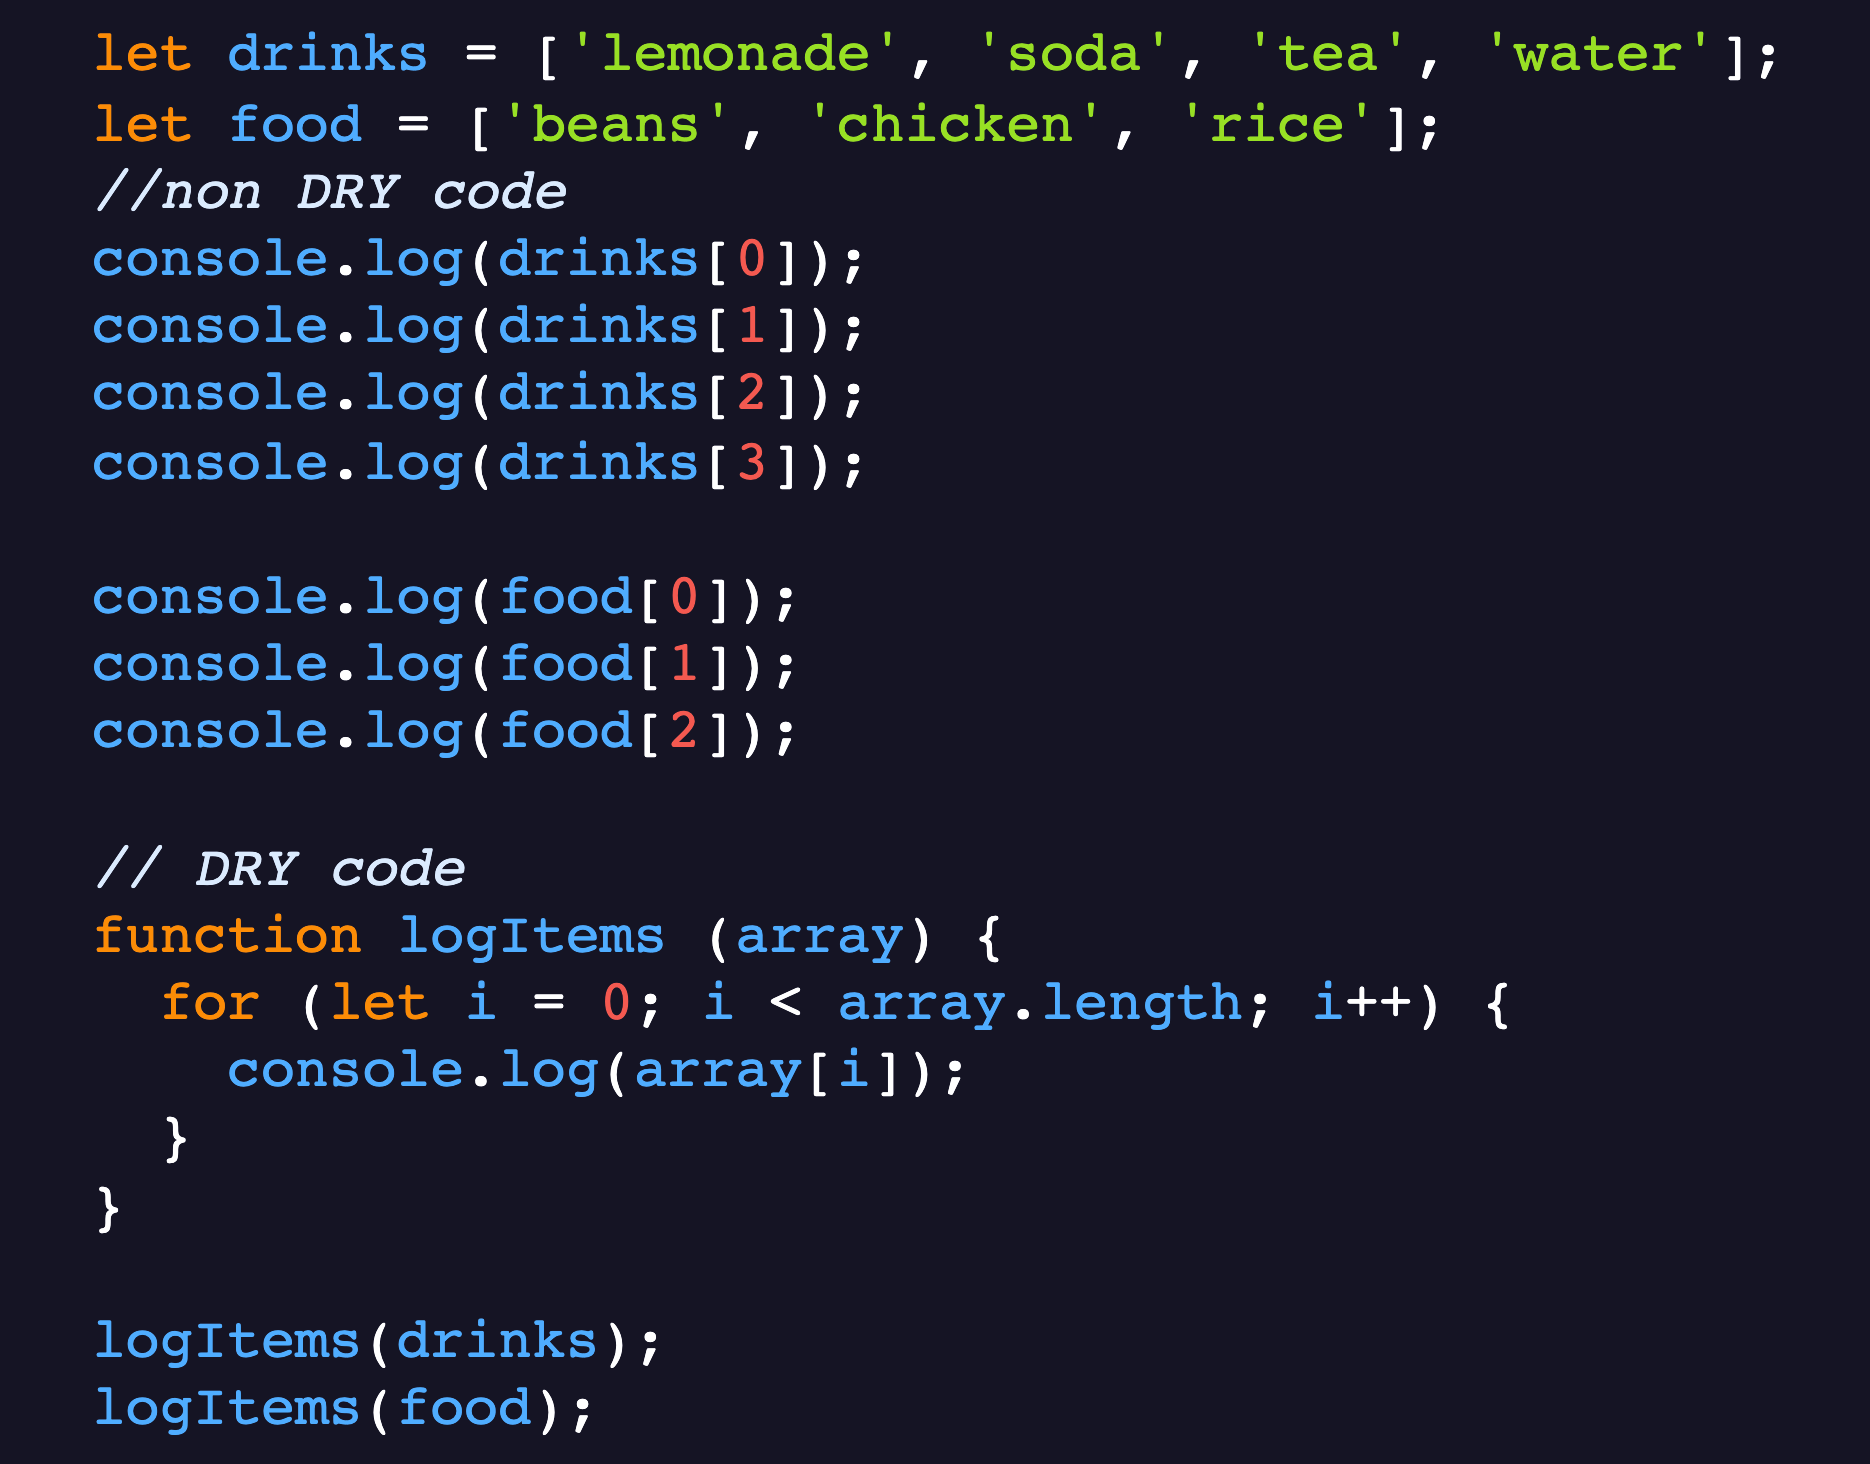 let drinks = ['lemonade', 'soda', 'tea', 'water'];
let food = ['beans', 'chicken', 'rice'];
//non DRY code
console.log(drinks[0]);
console.log(drinks[1]);
console.log(drinks[2]);
console.log(drinks[3]);
console.log(food[0]);
console.log(food[1]);
console.log(food[2]);
// DRY code
function logItems (array) {
  for (let i = 0; i < array.length; i++) {
    console.log(array[i]);
  }
}
logItems(drinks);
logItems(food);